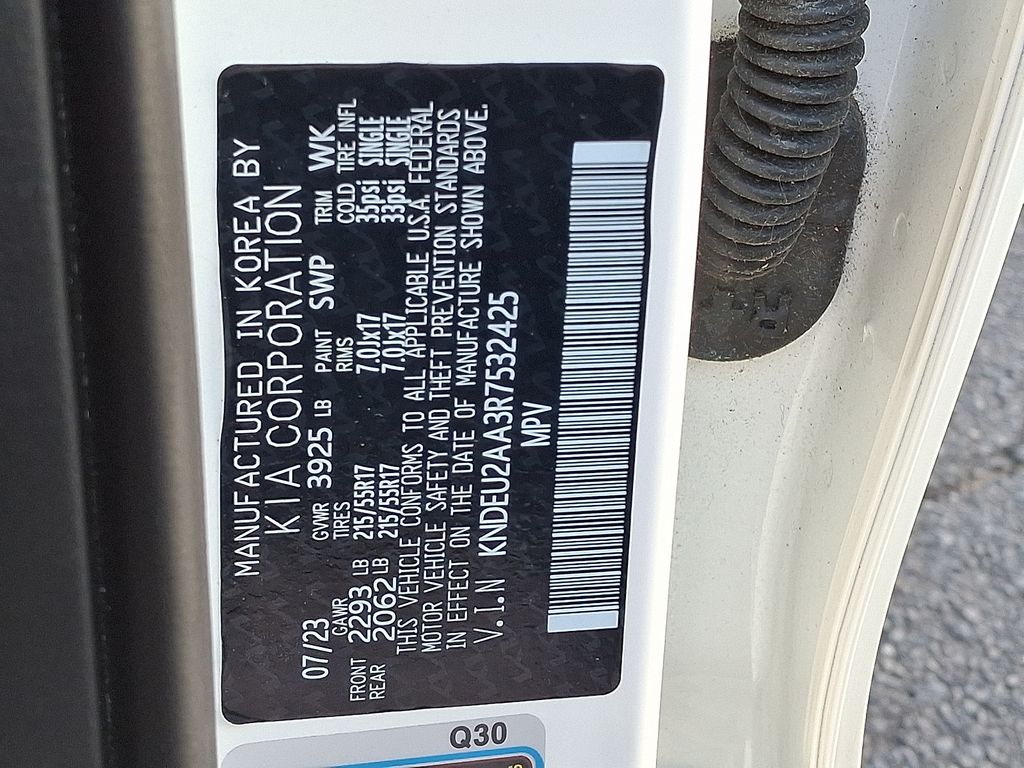 MANUFACTURED IN KOREA BY
KIA CORPORATION
07/23 GVWR 3925 LB PAINT SWP TRIM WK
GAWR TIRES RIMS COLD TIRE INFL
FRONT 2293 LB 215/55R17 7.0Jx17 35psi SINGLE
REAR 2062 LB 215/55R17 7.0Jx17 33psi SINGLE
THIS VEHICLE CONFORMS TO ALL APPLICABLE U.S.A. FEDERAL
MOTOR VEHICLE SAFETY AND THEFT PREVENTION STANDARDS
IN EFFECT ON THE DATE OF MANUFACTURE SHOWN ABOVE.
V.I.N KNDEU2AA3R7532425
MPV
Q30